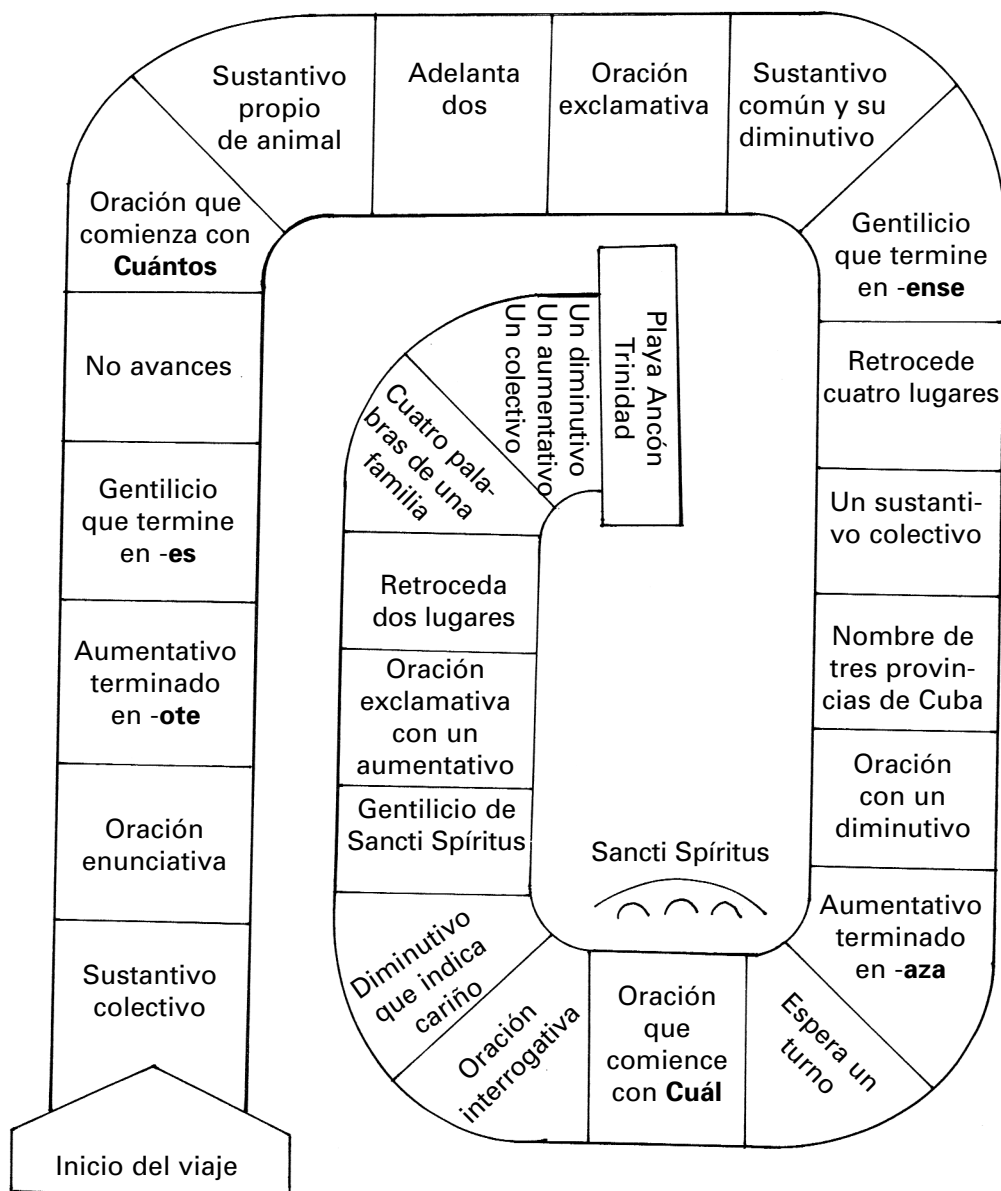 Inicio del viaje
Sustantivo
colectivo
Oración
enunciativa
Aumentativo
terminado
en -ote
Gentilicio
que termine
en -es
No avances
Oración que
comienza con
Cuántos
Sustantivo
propio
de animal
Adelanta
dos
Oración
exclamativa
Sustantivo
común y su
diminutivo
Gentilicio
que termine
en -ense
Retrocede
cuatro lugares
Un sustanti-
vo colectivo
Nombre de
tres provin-
cias de Cuba
Oración
con un
diminutivo
Aumentativo
terminado
en -aza
Espera un
turno
Oración
que
comience
con Cuál
Oración
interrogativa
Diminutivo
que indica
cariño
Gentilicio de
Sancti Spíritus
Oración
exclamativa
con un
aumentativo
Retroceda
dos lugares
Cuatro pala-
bras de una
familia
Un diminutivo
Un aumentativo
Un colectivo
Playa Ancón
Trinidad
Sancti Spíritus